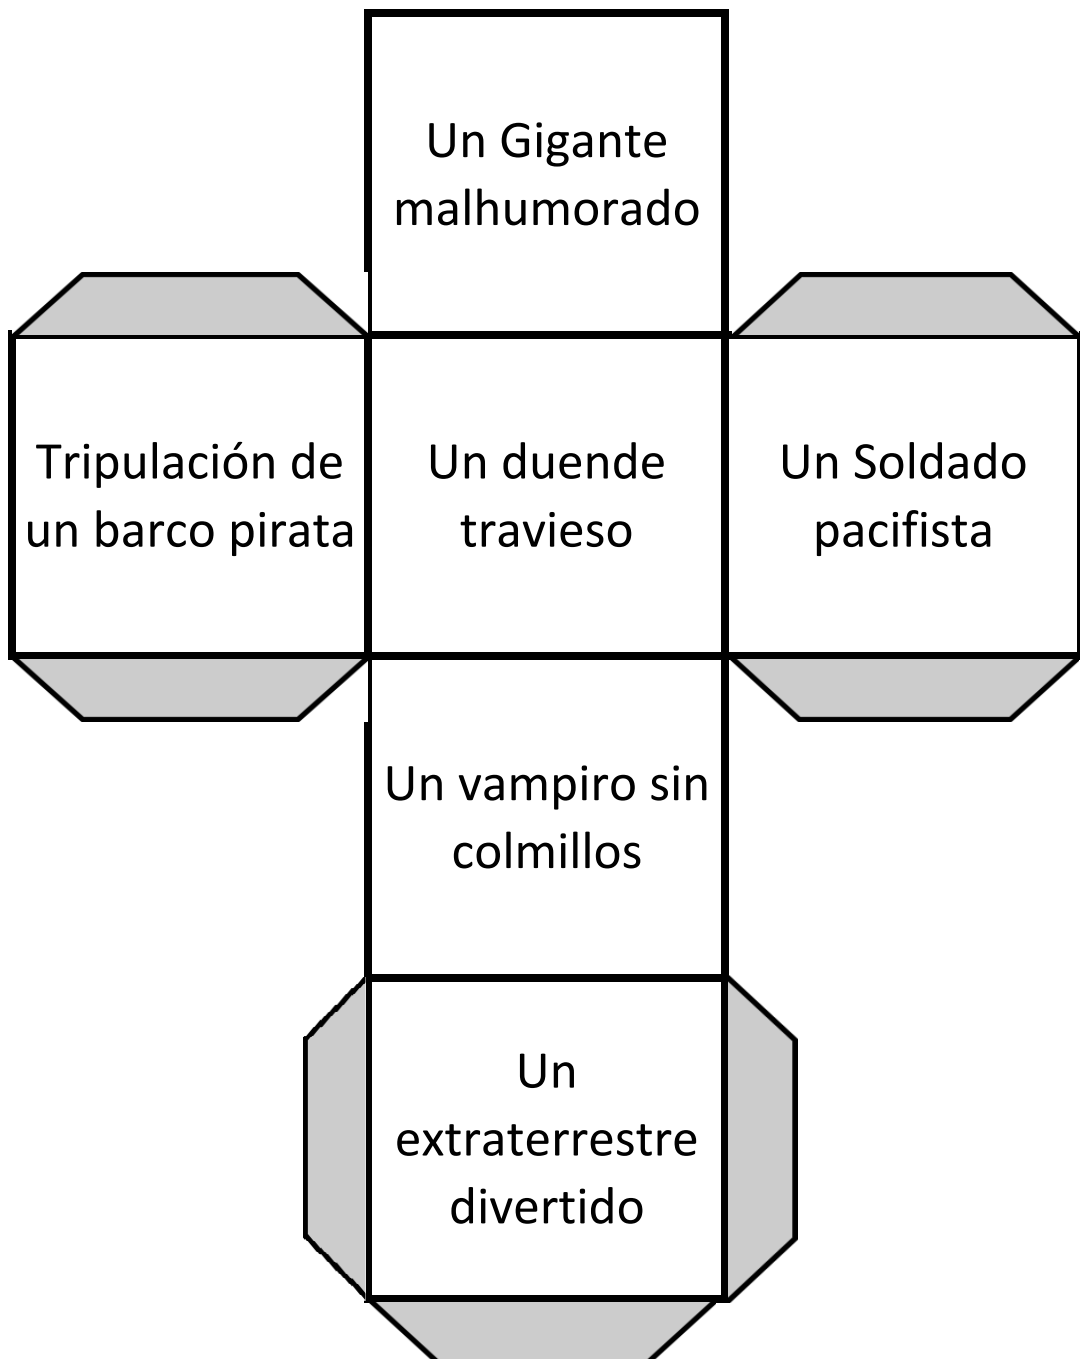 Un Gigante
malhumorado
Tripulación de
un barco pirata
Un duende
travieso
Un Soldado
pacifista
Un vampiro sin
colmillos
Un
extraterrestre
divertido